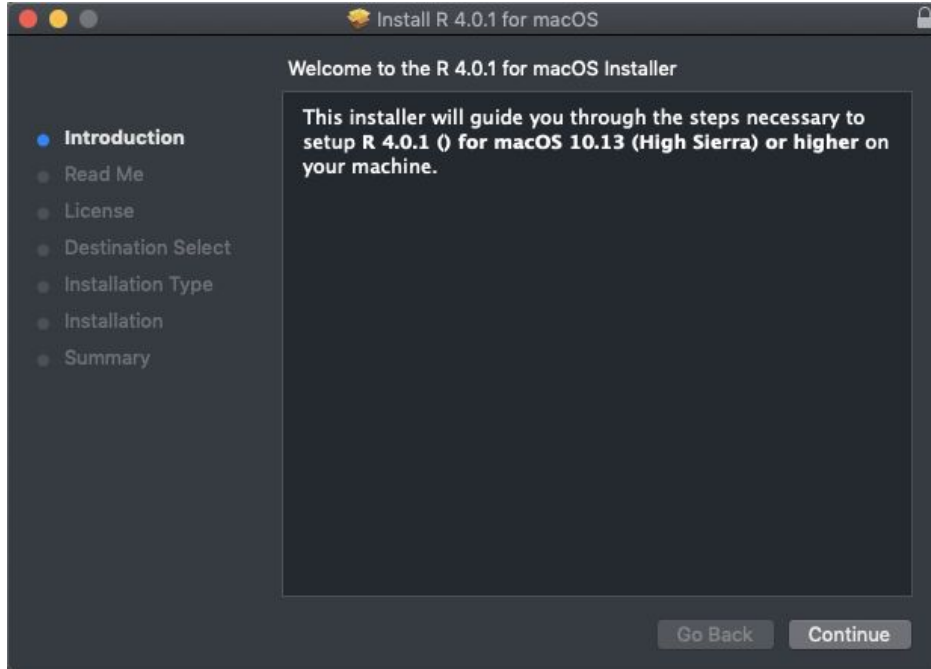 Install R 4.0.1 for macOS
Welcome to the R 4.0.1 for macOS Installer
Introduction
Read Me
License
Destination Select
Installation Type
Installation
Summary
This installer will guide you through the steps necessary to
setup R 4.0.1 () for macOS 10.13 (High Sierra) or higher on
your machine.
Go Back
Continue